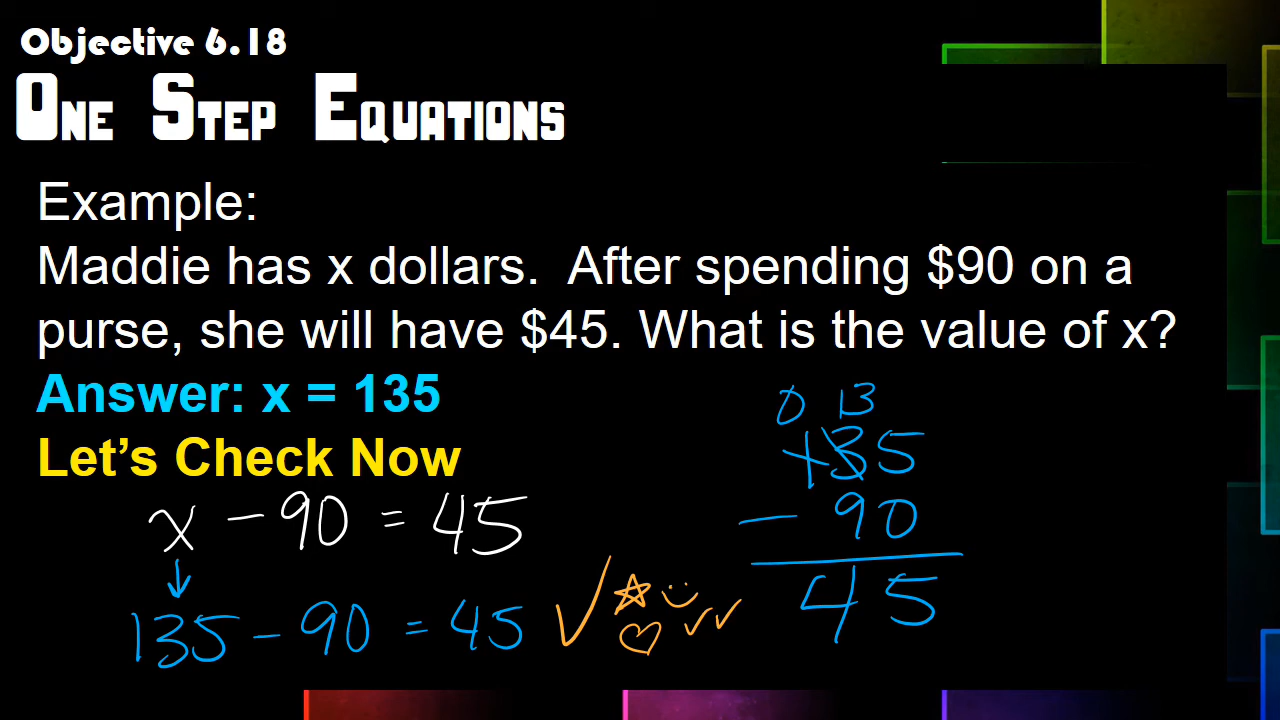 Objective 6.18
One Step Equations
Example:
Maddie has x dollars.  After spending $90 on a
purse, she will have $45. What is the value of x?
Answer: x = 135
Let's Check Now
x - 90 = 45
135 - 90 = 45
0 13
135
- 90
45